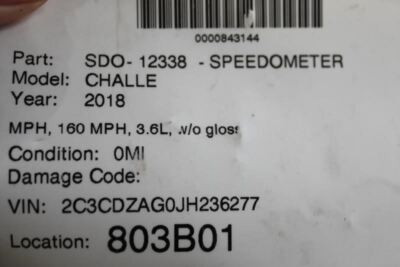 0000843144
Part: SDO- 12338 - SPEEDOMETER
Model: CHALLE
Year: 2018
MPH, 160 MPH, 3.6L, w/o gloss
Condition: 0MI
Damage Code:
VIN: 2C3CDZAG0JH236277
Location: 803B01